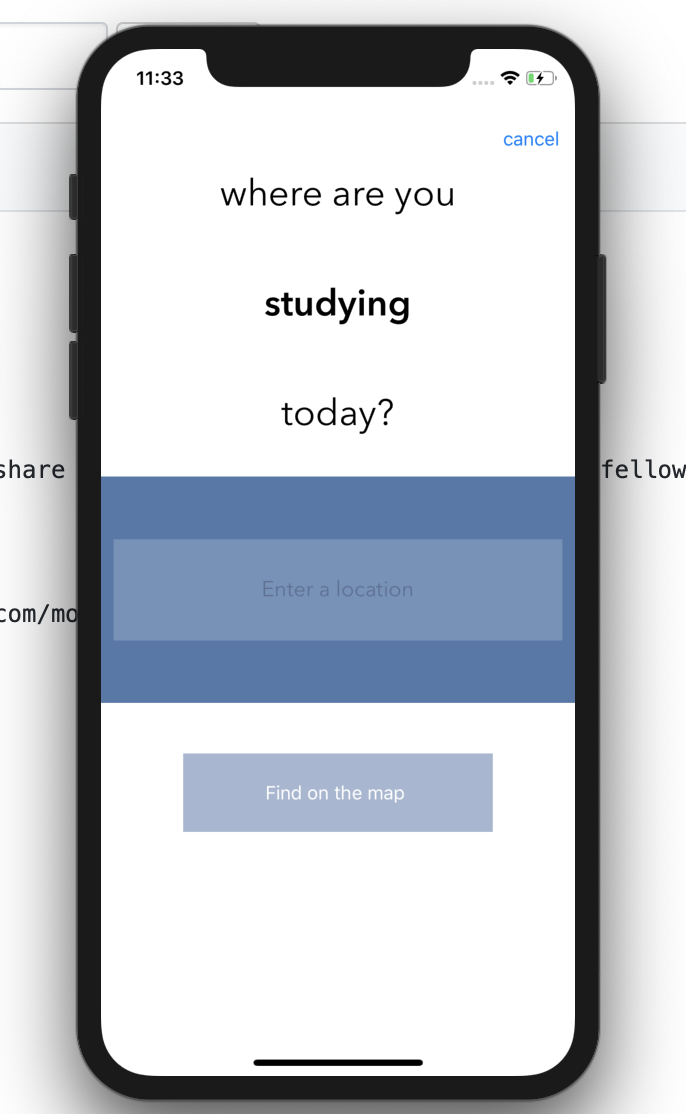 11:33
cancel
where are you
studying
today?
share
fellow
Enter a location
com/mo
Find on the map